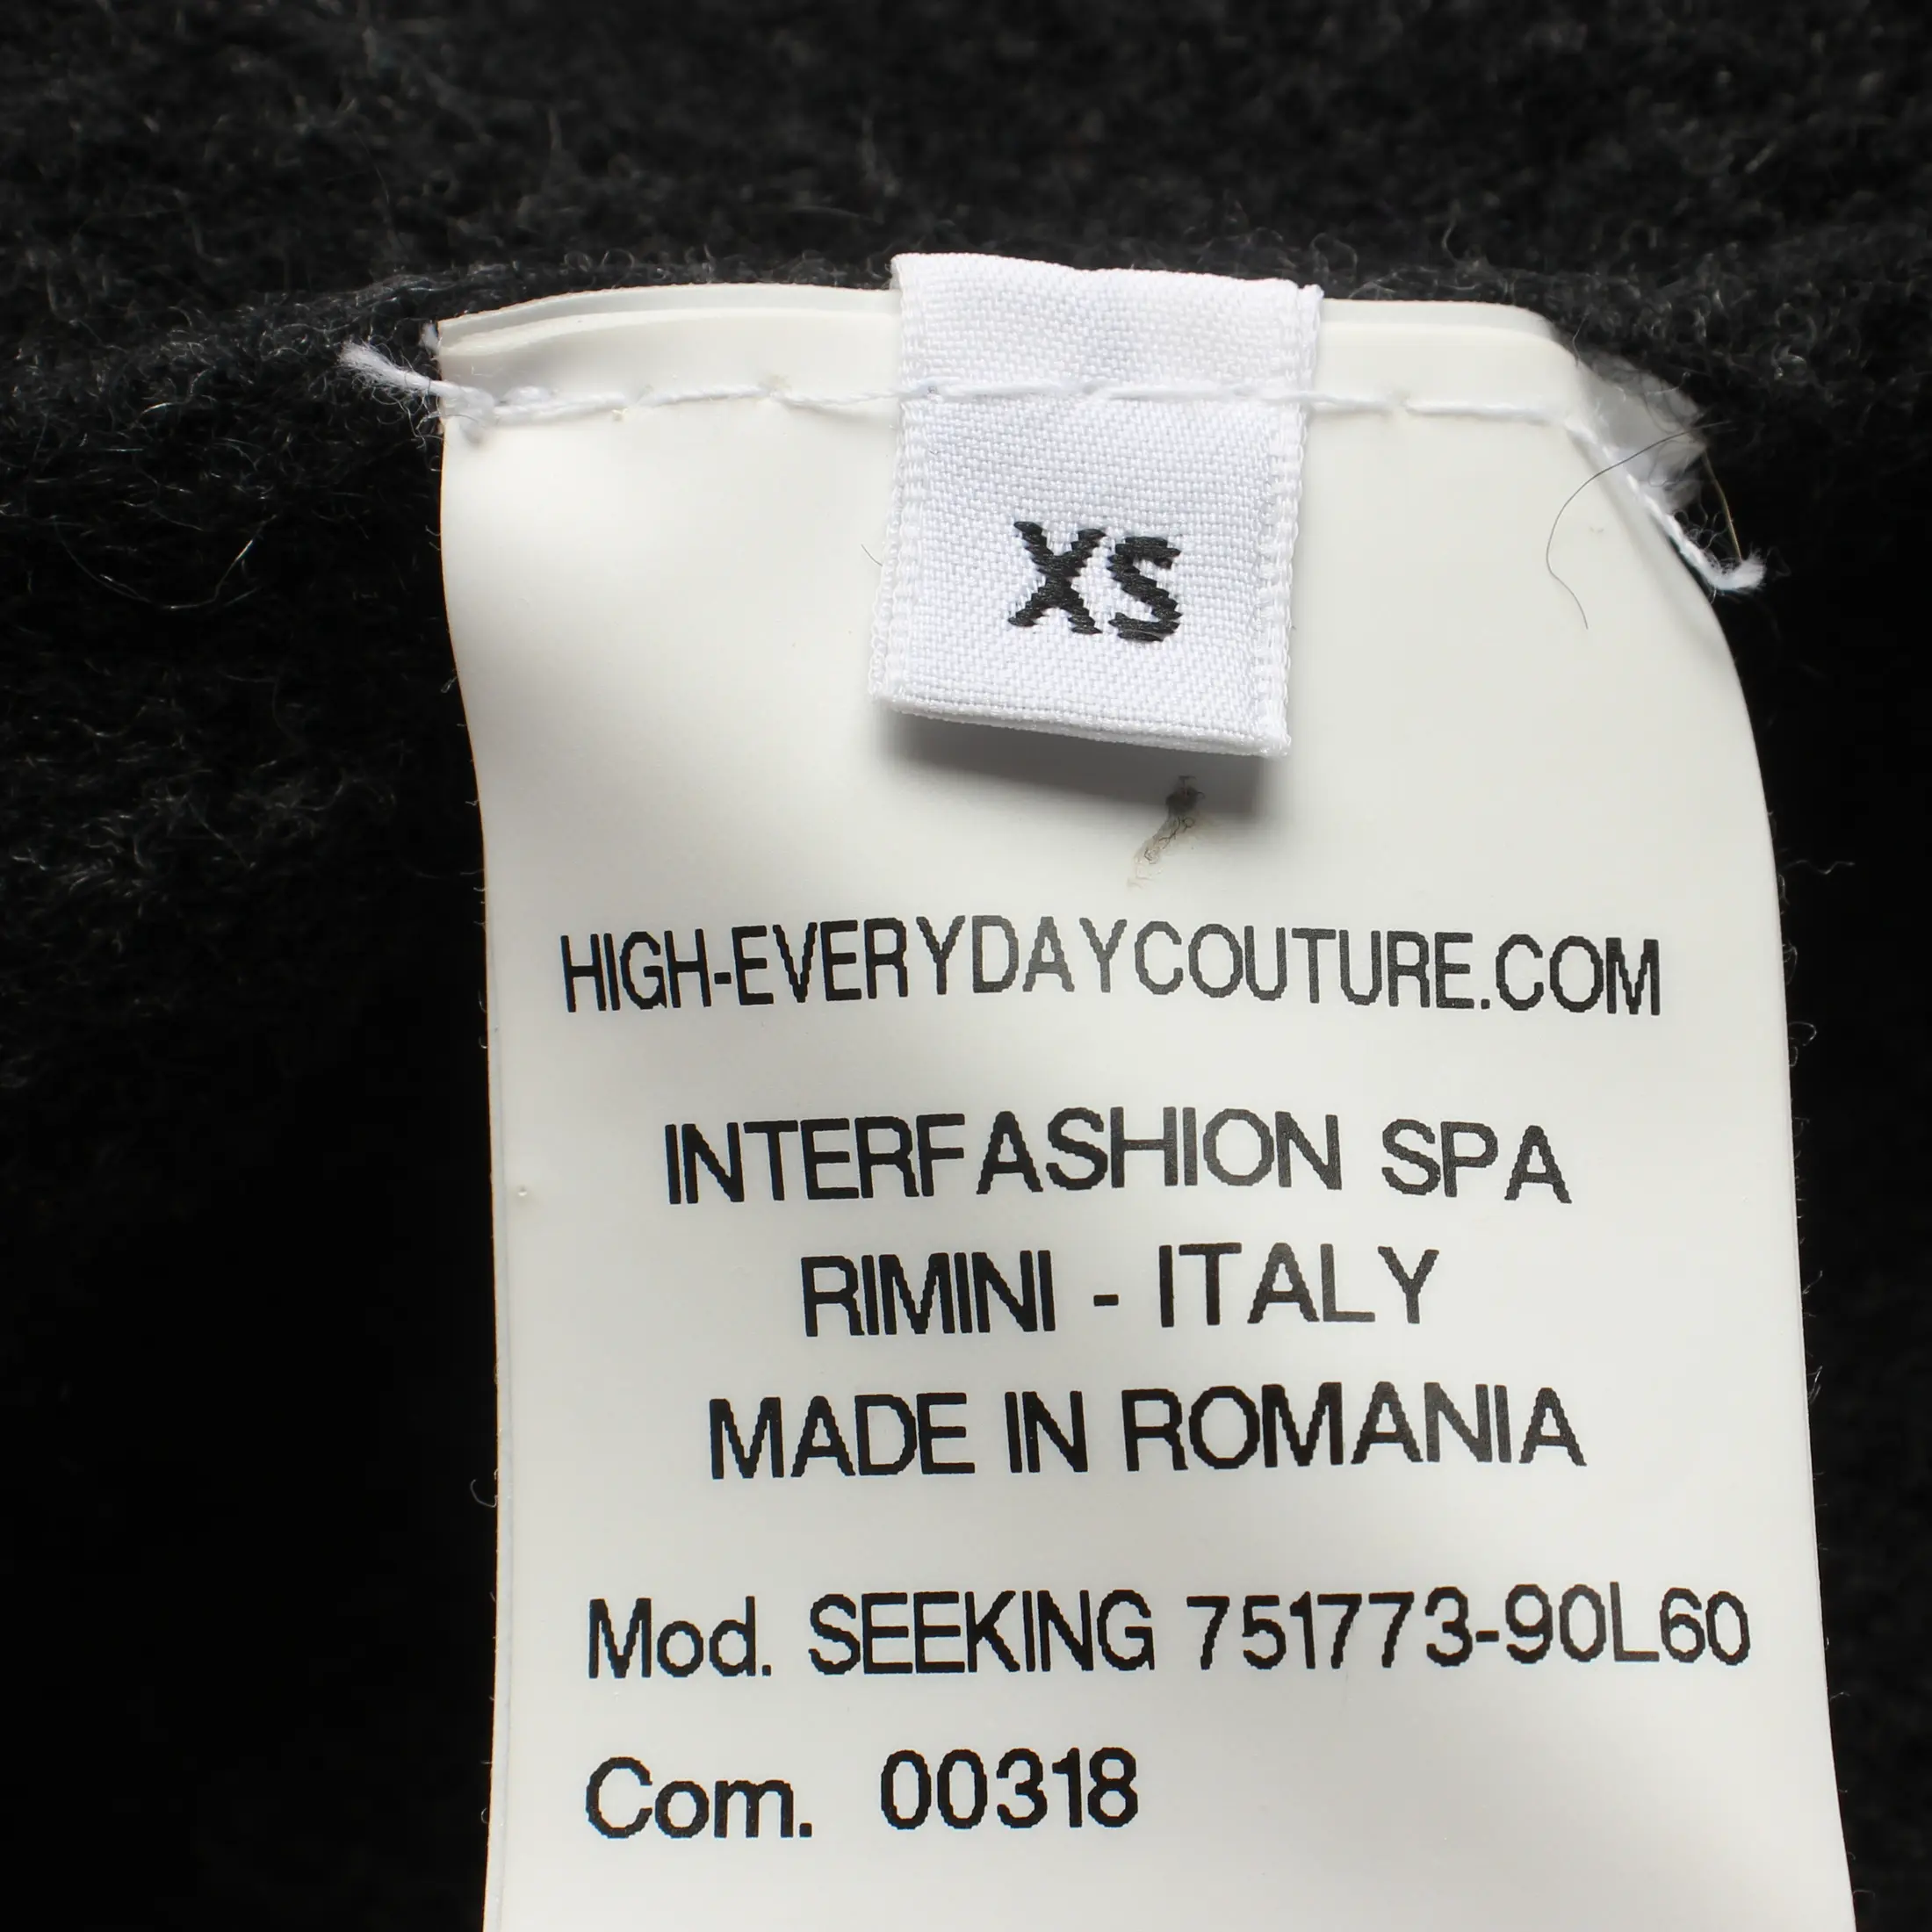 XS
HIGH-EVERYDAYCOUTURE.COM
INTERFASHION SPA
RIMINI - ITALY
MADE IN ROMANIA
Mod. SEEKING 751773-90L60
Com. 00318